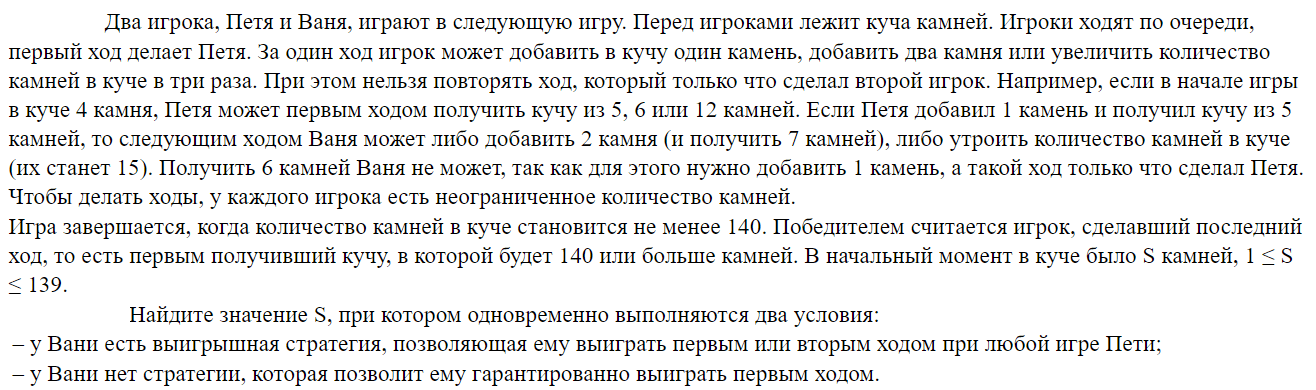 Два игрока, Петя и Ваня, играют в следующую игру. Перед игроками лежит куча камней. Игроки ходят по очереди,
первый ход делает Петя. За один ход игрок может добавить в кучу один камень, добавить два камня или увеличить количество
камней в куче в три раза. При этом нельзя повторять ход, который только что сделал второй игрок. Например, если в начале игры
в куче 4 камня, Петя может первым ходом получить кучу из 5, 6 или 12 камней. Если Петя добавил 1 камень и получил кучу из 5
камней, то следующим ходом Ваня может либо добавить 2 камня (и получить 7 камней), либо утроить количество камней в куче
(их станет 15). Получить 6 камней Ваня не может, так как для этого нужно добавить 1 камень, а такой ход только что сделал Петя.
Чтобы делать ходы, у каждого игрока есть неограниченное количество камней.
Игра завершается, когда количество камней в куче становится не менее 140. Победителем считается игрок, сделавший последний
ход, то есть первым получивший кучу, в которой будет 140 или больше камней. В начальный момент в куче было S камней, 1 ≤ S
≤ 139.
Найдите значение S, при котором одновременно выполняются два условия:
– у Вани есть выигрышная стратегия, позволяющая ему выиграть первым или вторым ходом при любой игре Пети;
– у Вани нет стратегии, которая позволит ему гарантированно выиграть первым ходом.